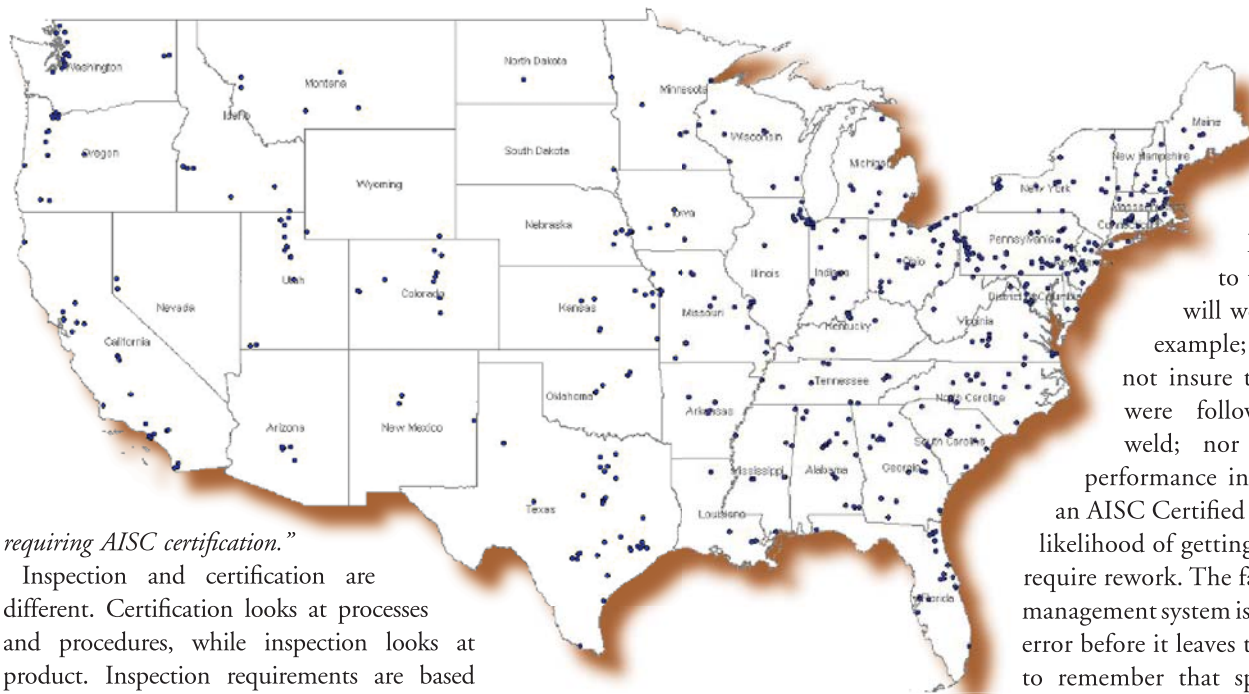 Washington
Montana
North Dakota
Minnesota
Idaho
Oregon
South Dakota
Wisconsin
Michigan
Maine
New Hampshire
New York
Wyoming
Nebraska
Iowa
Pennsylvania
Nevada
Utah
Colorado
Kansas
Illinois
Indiana
Ohio
Missouri
Kentucky
Virginia
District of Columbia
California
Arizona
New Mexico
Oklahoma
Arkansas
Tennessee
North Carolina
South Carolina
Texas
Louisiana
Mississippi
Alabama
Georgia
Florida
requiring AISC certification.”
Inspection and certification are
different. Certification looks at processes
and procedures, while inspection looks at
product. Inspection requirements are based
to
will
example;
not insure
were
weld; nor
performance in
an AISC Certified
likelihood of getting
require rework. The
management system is
error before it leaves
to remember that